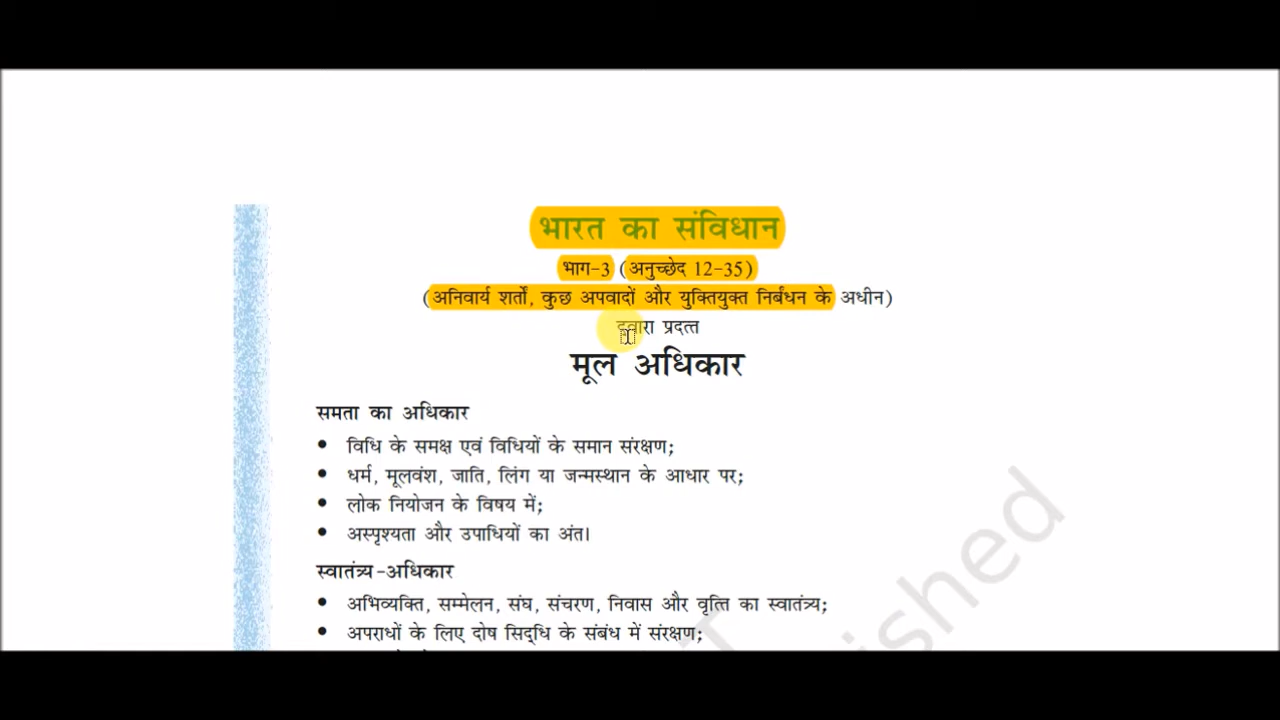 भारत का संविधान
भाग-3 (अनुच्छेद 12-35)
(अनिवार्य शर्तों, कुछ अपवादों और युक्तियुक्त निर्बंधन के अधीन)
द्वारा प्रदत्त
मूल अधिकार
समता का अधिकार
• विधि के समक्ष एवं विधियों के समान संरक्षण;
• धर्म, मूलवंश, जाति, लिंग या जन्मस्थान के आधार पर;
• लोक नियोजन के विषय में;
• अस्पृश्यता और उपाधियों का अंत।
स्वातंत्र्य-अधिकार
• अभिव्यक्ति, सम्मेलन, संघ, संचरण, निवास और वृत्ति का स्वातंत्र्य;
• अपराधों के लिए दोष सिद्धि के संबंध में संरक्षण;